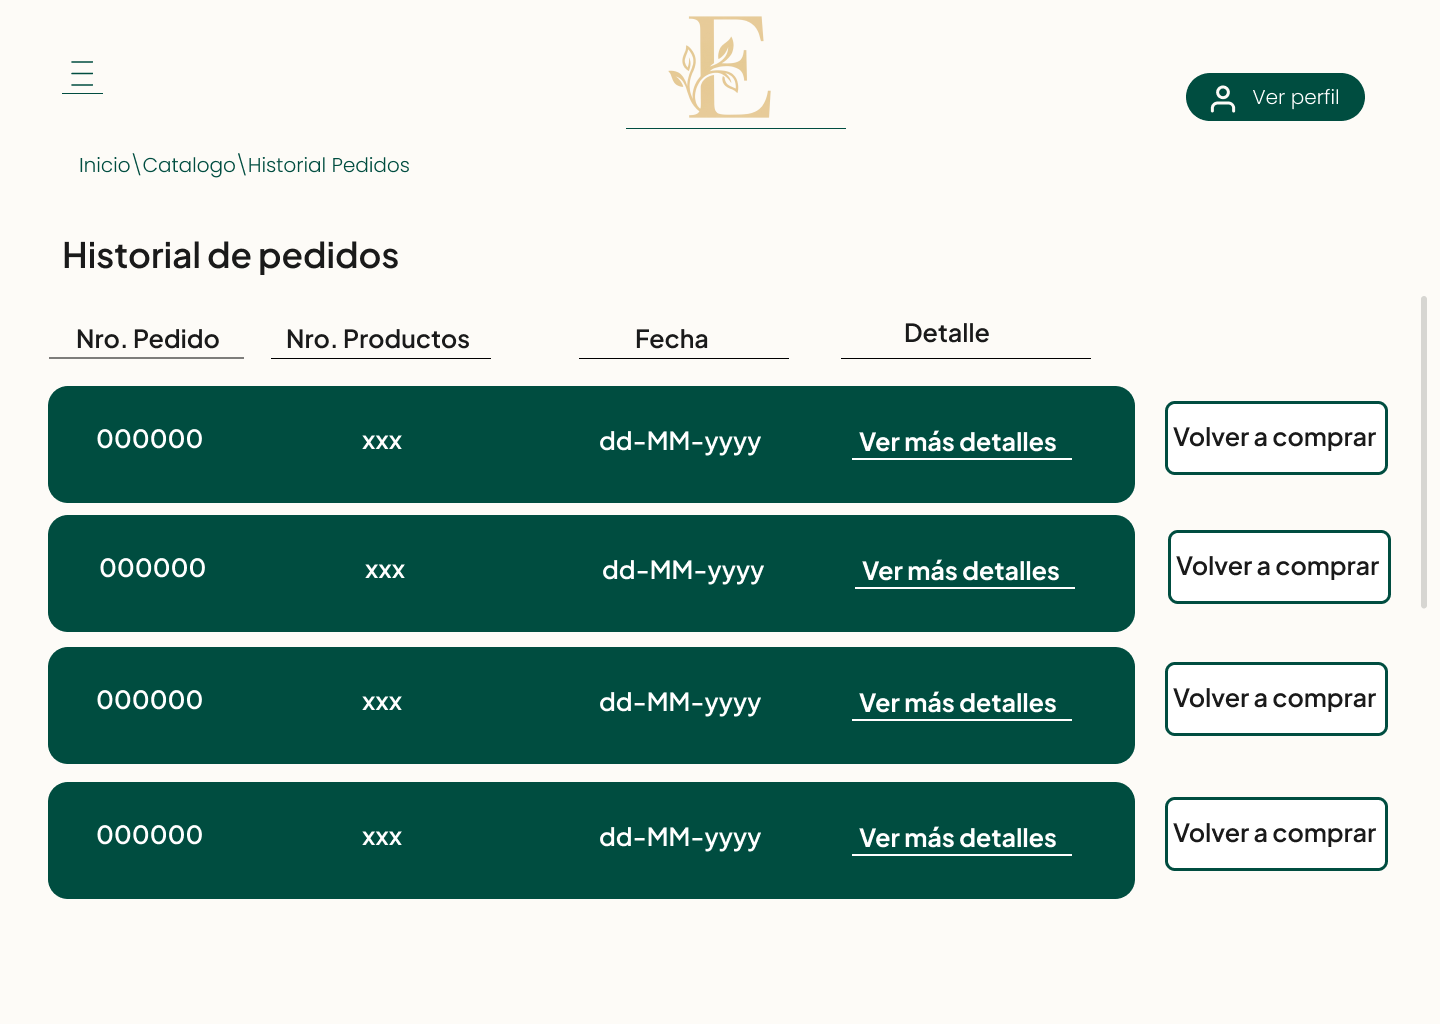 E
Ver perfil
Inicio\Catalogo\Historial Pedidos
Historial de pedidos
Nro. Pedido Nro. Productos Fecha Detalle
000000 xxx dd-MM-yyyy Ver más detalles Volver a comprar
000000 xxx dd-MM-yyyy Ver más detalles Volver a comprar
000000 xxx dd-MM-yyyy Ver más detalles Volver a comprar
000000 xxx dd-MM-yyyy Ver más detalles Volver a comprar